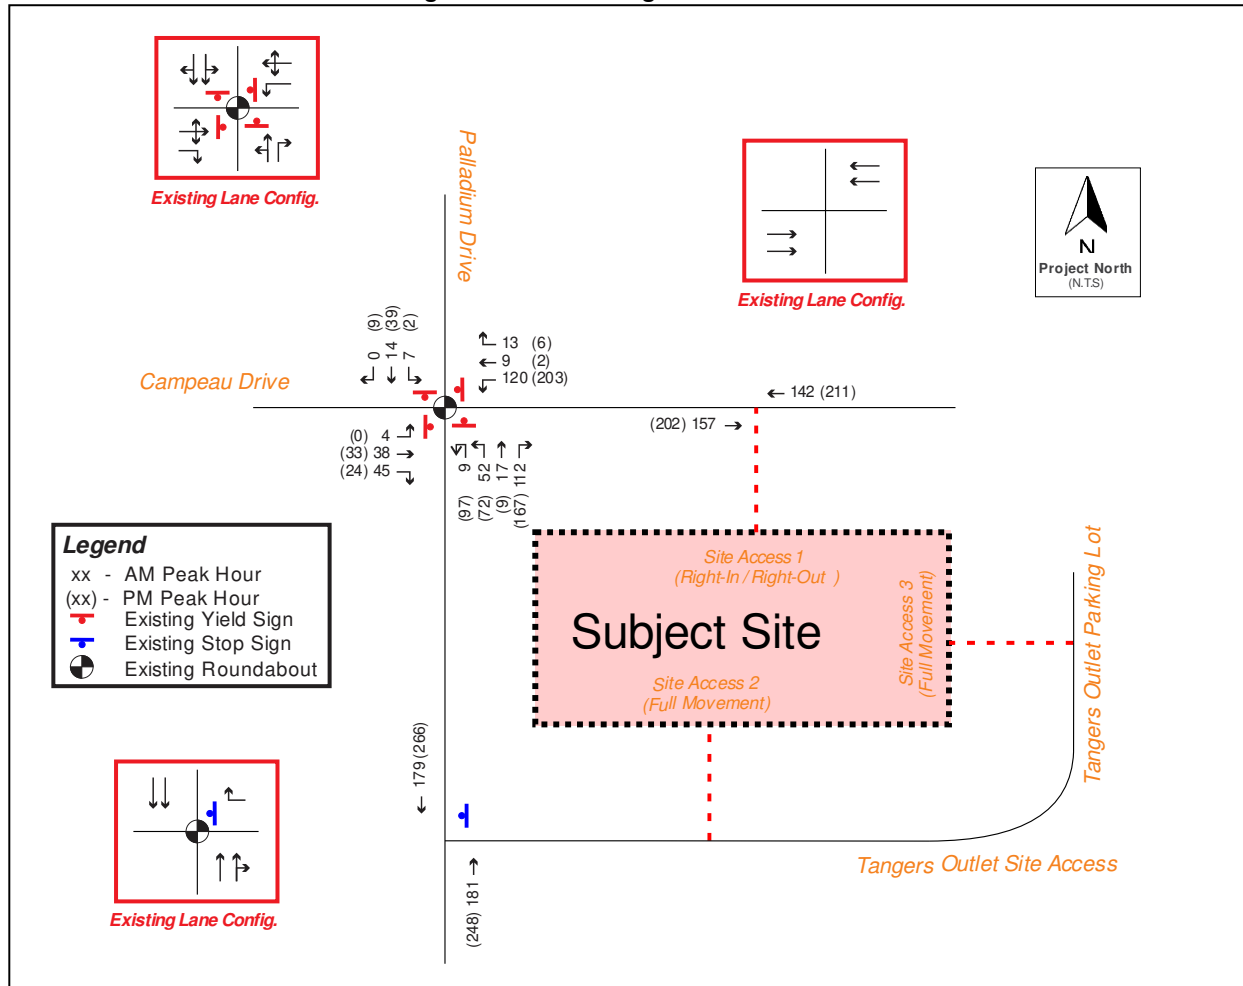 Existing Lane Config.
Palladium Drive
Existing Lane Config.
N
Project North
(N.T.S)
(9) (39) (2)
0 14 7
13 (6)
9 (2)
120 (203)
Campeau Drive
142 (211)
(202) 157
(0) 4
(33) 38
(24) 45
9 52 17 112
(97) (72) (9) (167)
Legend
xx - AM Peak Hour
(xx) - PM Peak Hour
Existing Yield Sign
Existing Stop Sign
Existing Roundabout
Site Access 1
(Right-In / Right-Out )
Subject Site
Site Access 2
(Full Movement)
Site Access 3
(Full Movement)
Tangers Outlet Parking Lot
179 (266)
Tangers Outlet Site Access
(248) 181
Existing Lane Config.